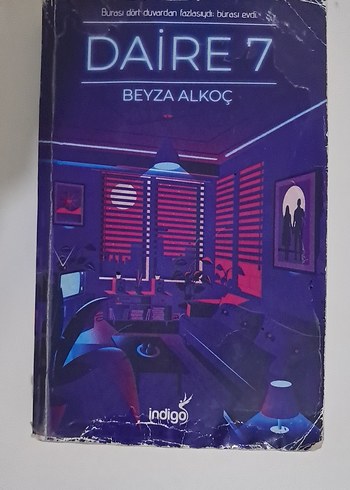 Burası dört duvardan fazlasıydı; burası evdi.
DAİRE 7
BEYZA ALKOÇ
indigo